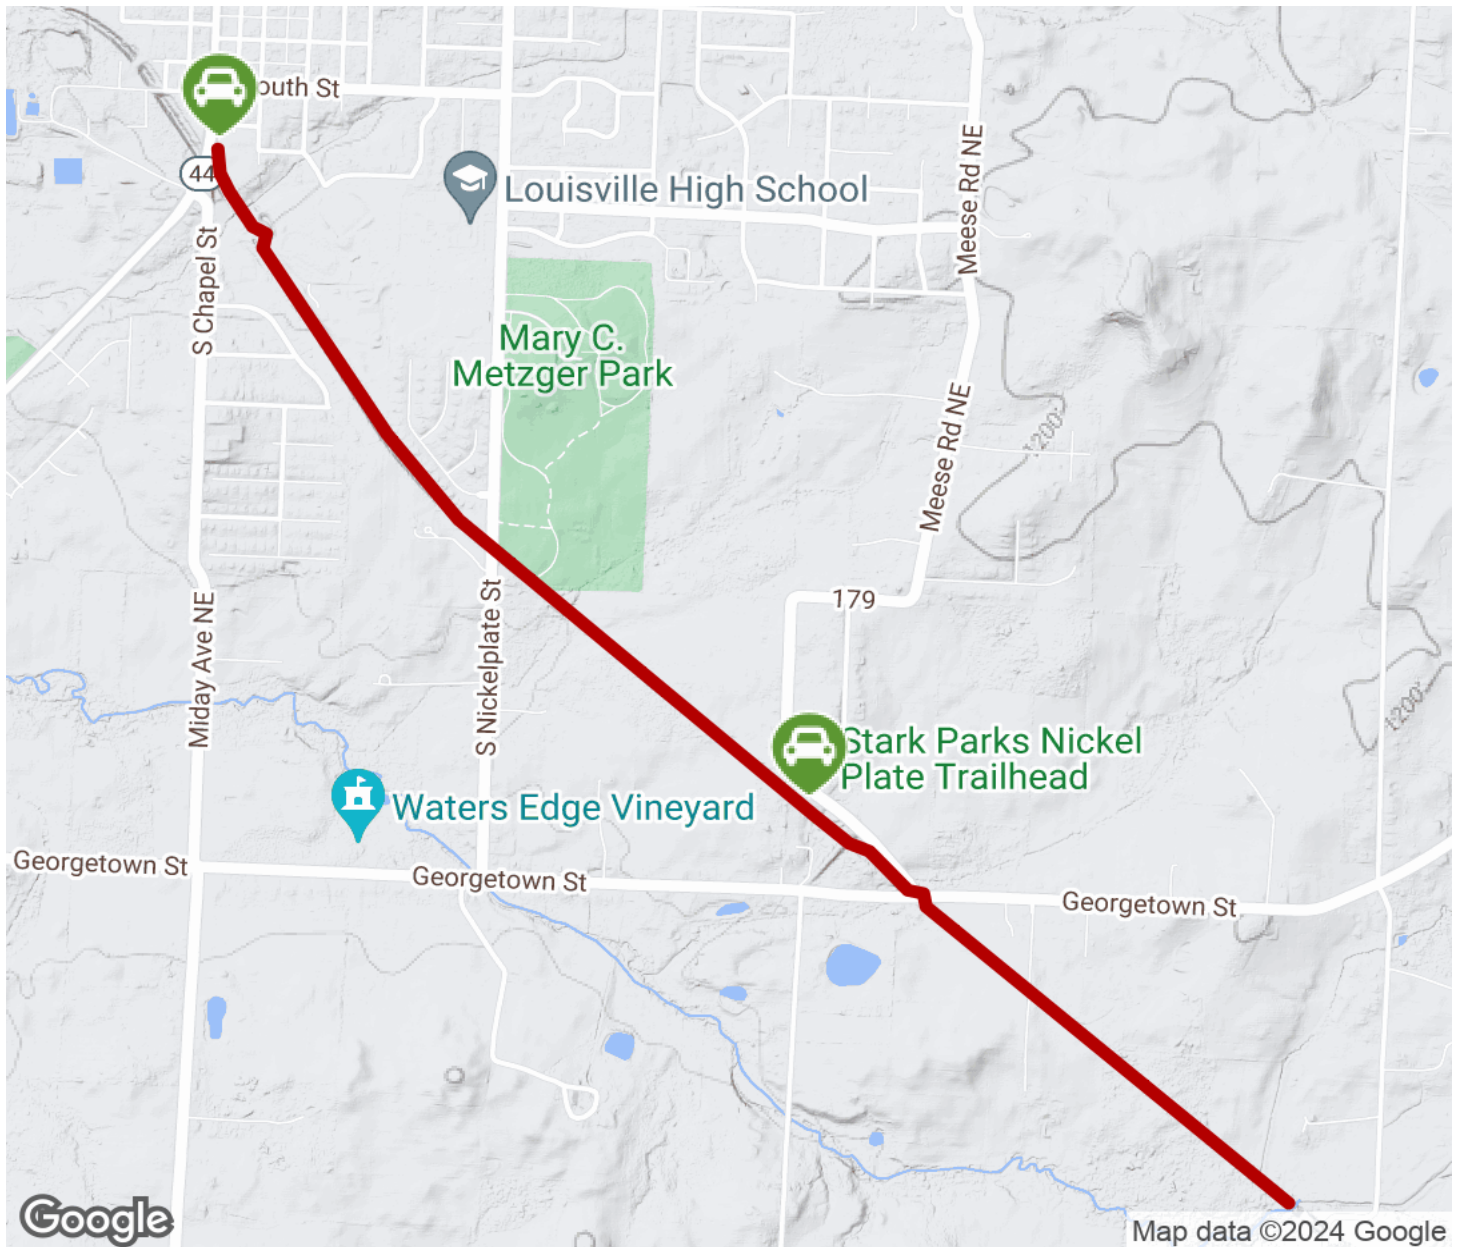 outh St
44
Louisville High School
Meese Rd NE
S Chapel St
Mary C.
Metzger Park
Meese Rd NE
1200'
179
S Nickelplate St
Miday Ave NE
1200'
Stark Parks Nickel
Plate Trailhead
Waters Edge Vineyard
Georgetown St
Georgetown St
Georgetown St
Google
Map data ©2024 Google